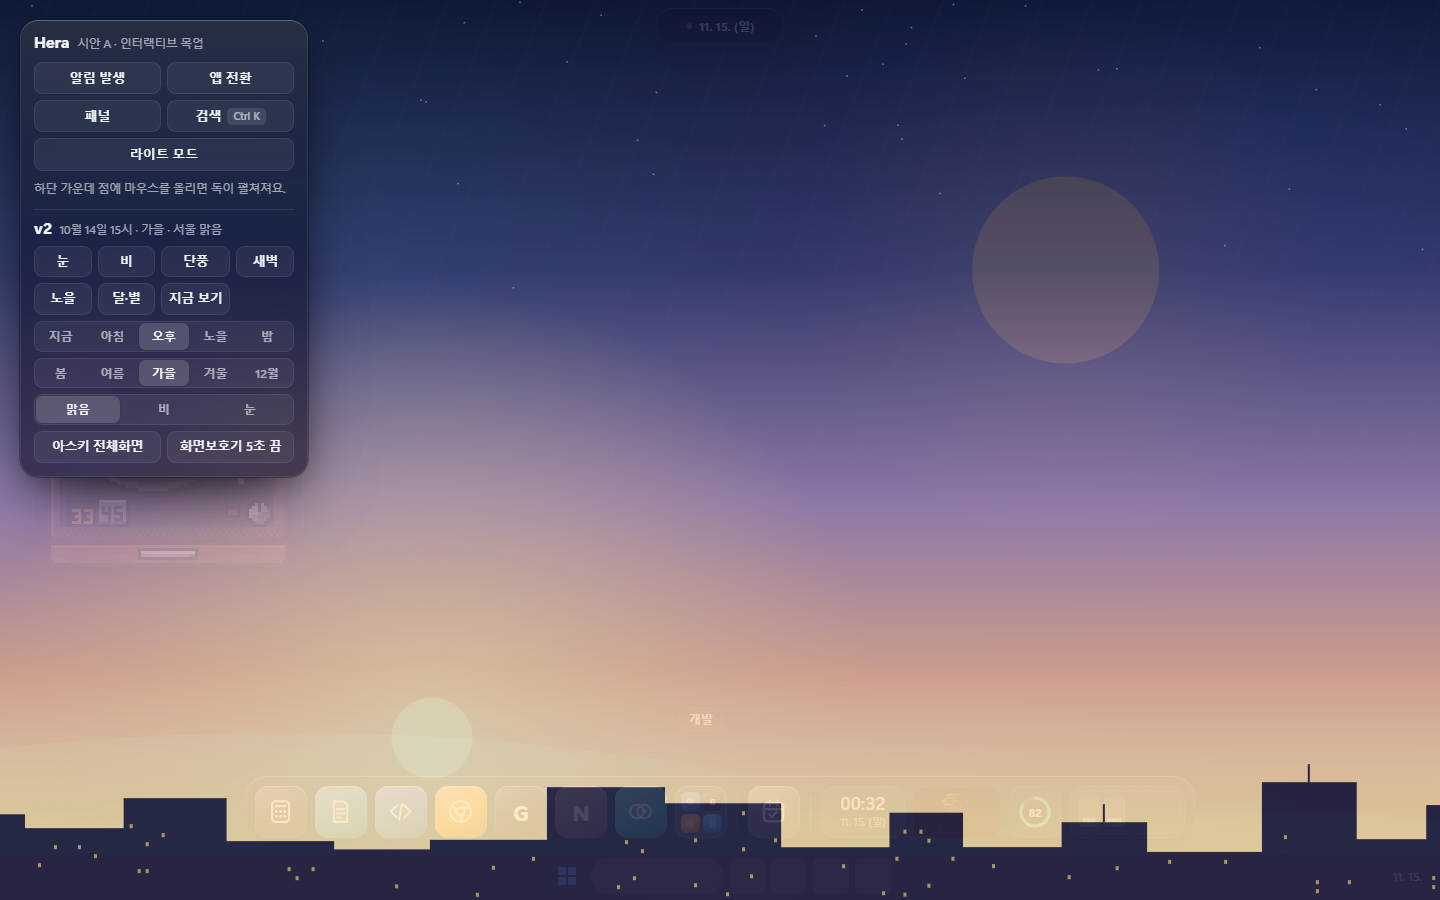 11. 15. (일)
Hera 시안 A · 인터랙티브 목업
알림 발생 앱 전환
패널 검색 Ctrl K
라이트 모드
하단 가운데 점에 마우스를 올리면 독이 펼쳐져요.
v2 10월 14일 15시 · 가을 · 서울 맑음
눈 비 단풍 새벽
노을 달·별 지금 보기
지금 아침 오후 노을 밤
봄 여름 가을 겨울 12월
맑음 비 눈
아스키 전체화면 화면보호기 5초 끔
33 45
개발
G N 00:32 82
11. 15. (일)
11. 15.